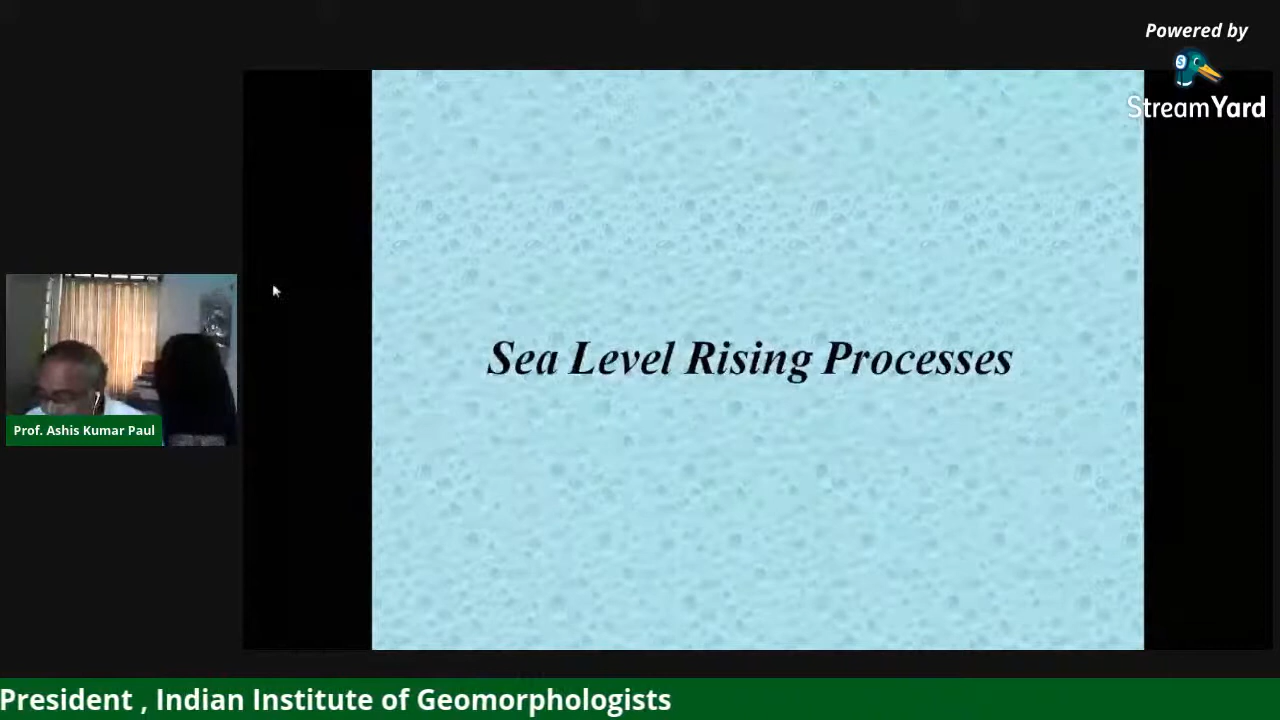 Powered by
StreamYard
Sea Level Rising Processes
Prof. Ashis Kumar Paul
President , Indian Institute of Geomorphologists